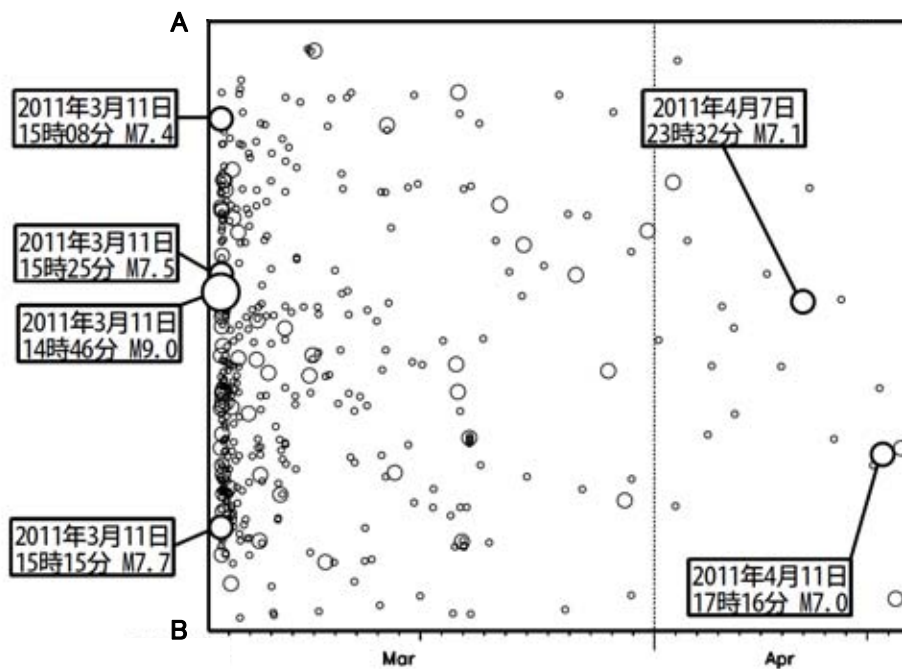 A
2011年3月11日
15時08分 M7.4
2011年4月7日
23時32分 M7.1
2011年3月11日
15時25分 M7.5
2011年3月11日
14時46分 M9.0
2011年3月11日
15時15分 M7.7
2011年4月11日
17時16分 M7.0
B
Mar
Apr